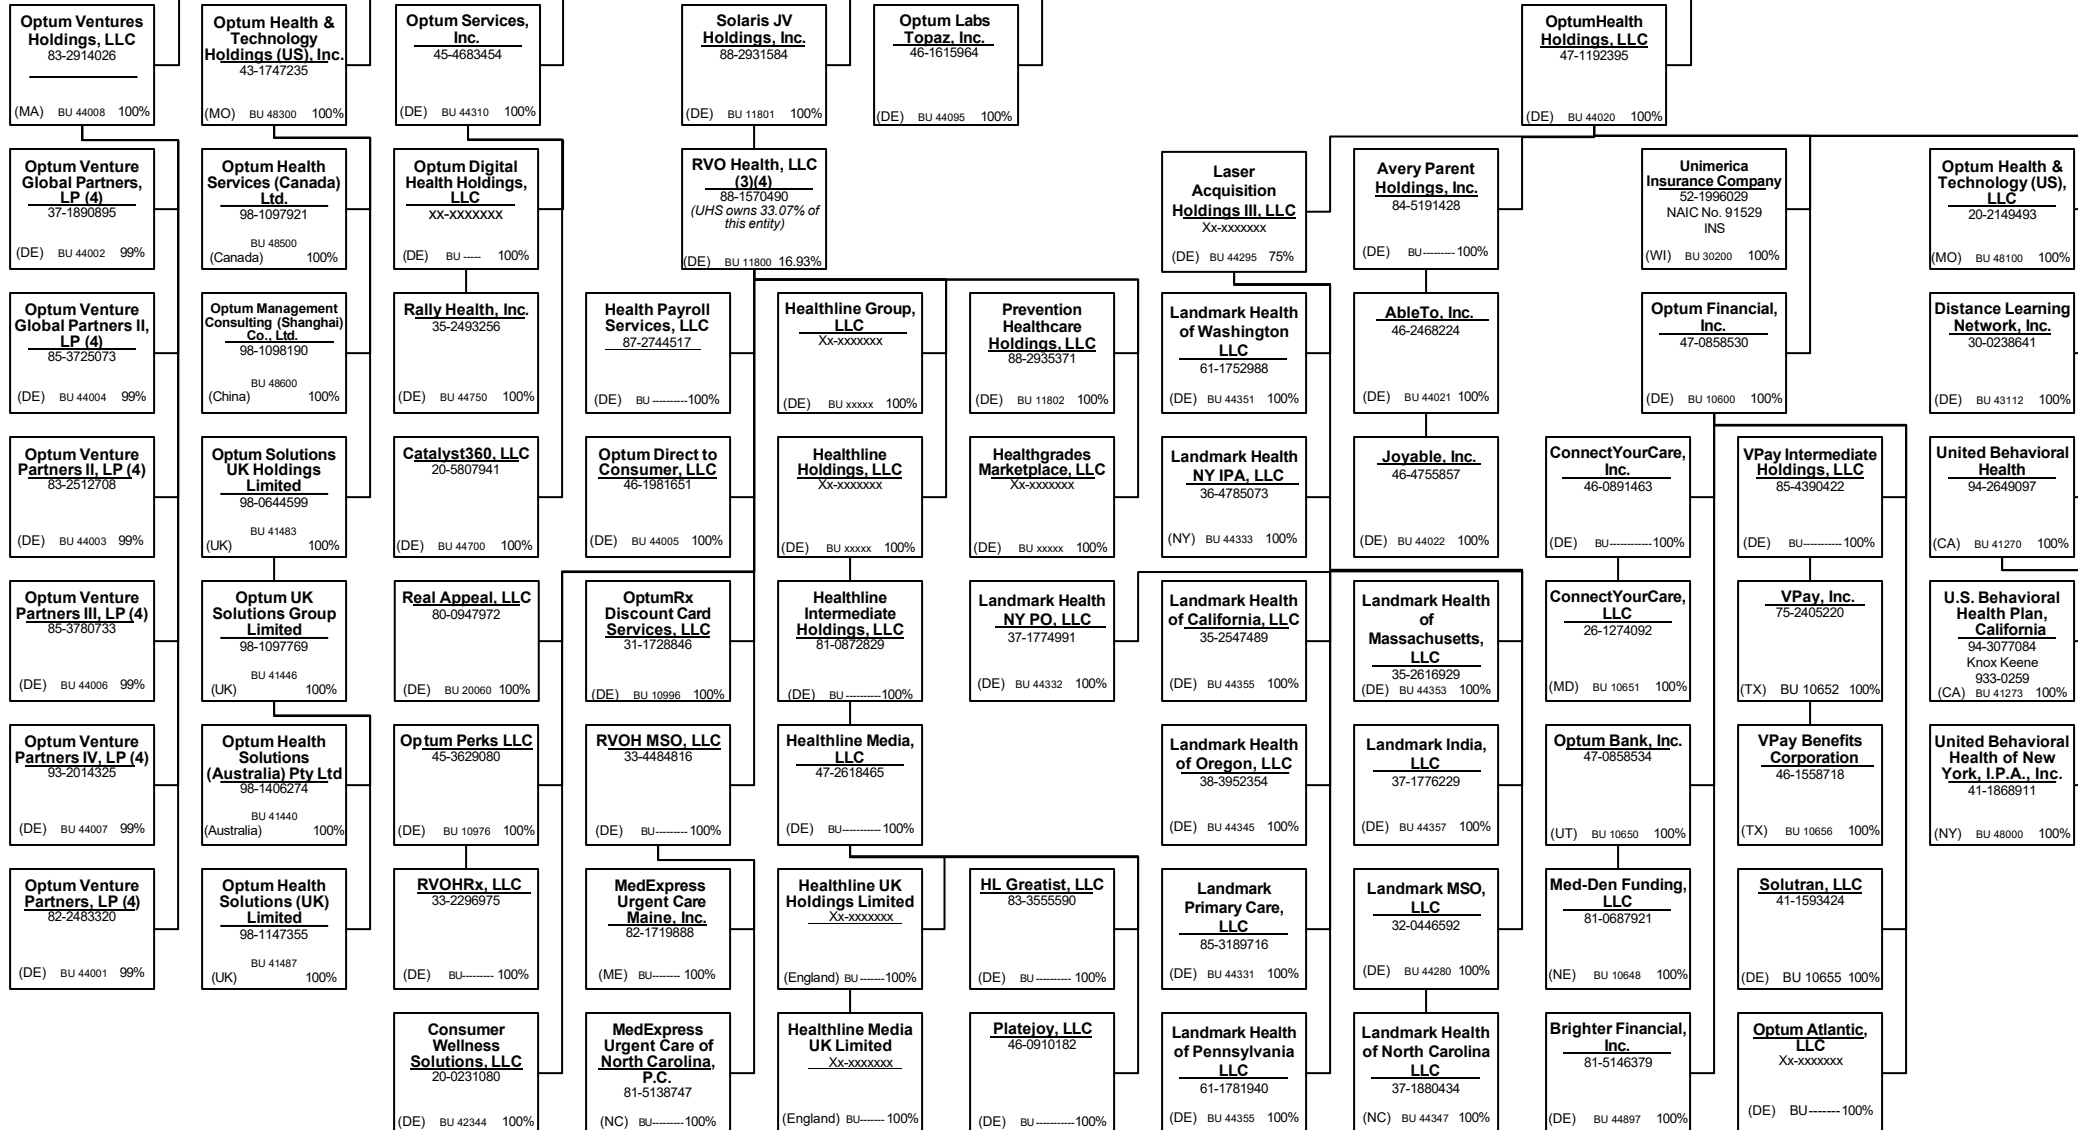 Optum Ventures
Holdings, LLC
83-2914026
(MA) BU 44008 100%
Optum Health &
Technology
Holdings (US), Inc.
43-1747235
(MO) BU 48300 100%
Optum Services,
Inc.
45-4683454
(DE) BU 44310 100%
Solaris JV
Holdings, Inc.
88-2931584
(DE) BU 11801 100%
Optum Labs
Topaz, Inc.
46-1615964
(DE) BU 44095 100%
OptumHealth
Holdings, LLC
47-1192395
(DE) BU 44020 100%
Optum Venture
Global Partners,
LP (4)
37-1890895
(DE) BU 44002 99%
Optum Health
Services (Canada)
Ltd.
98-1097921
BU 48500
(Canada) 100%
Optum Digital
Health Holdings,
LLC
xx-xxxxxxx
(DE) BU ----- 100%
RVO Health, LLC
(3)(4)
88-1570490
(UHS owns 33.07% of
this entity)
(DE) BU 11800 16.93%
Laser
Acquisition
Holdings III, LLC
Xx-xxxxxxx
(DE) BU 44295 75%
Avery Parent
Holdings, Inc.
84-5191428
(DE) BU--------- 100%
Unimerica
Insurance Company
52-1996029
NAIC No. 91529
INS
(WI) BU 30200 100%
Optum Health &
Technology (US),
LLC
20-2149493
(MO) BU 48100 100%
Optum Venture
Global Partners II,
LP (4)
85-3725073
(DE) BU 44004 99%
Optum Management
Consulting (Shanghai)
Co., Ltd.
98-1098190
BU 48600
(China) 100%
Rally Health, Inc.
35-2493256
(DE) BU 44750 100%
Health Payroll
Services, LLC
87-2744517
(DE) BU ----------100%
Healthline Group,
LLC
Xx-xxxxxxx
(DE) BU xxxxx 100%
Prevention
Healthcare
Holdings, LLC
88-2935371
(DE) BU 11802 100%
Landmark Health
of Washington
LLC
61-1752988
(DE) BU 44351 100%
AbleTo, Inc.
46-2468224
(DE) BU 44021 100%
Optum Financial,
Inc.
47-0858530
(DE) BU 10600 100%
Distance Learning
Network, Inc.
30-0238641
(DE) BU 43112 100%
Optum Venture
Partners II, LP (4)
83-2512708
(DE) BU 44003 99%
Optum Solutions
UK Holdings
Limited
98-0644599
BU 41483
(UK) 100%
Catalyst360, LLC
20-5807941
(DE) BU 44700 100%
Optum Direct to
Consumer, LLC
46-1981651
(DE) BU 44005 100%
Healthline
Holdings, LLC
Xx-xxxxxxx
(DE) BU xxxxx 100%
Healthgrades
Marketplace, LLC
Xx-xxxxxxx
(DE) BU xxxxx 100%
Landmark Health
NY IPA, LLC
36-4785073
(NY) BU 44333 100%
Joyable, Inc.
46-4755857
(DE) BU 44022 100%
ConnectYourCare,
Inc.
46-0891463
(DE) BU------------100%
VPay Intermediate
Holdings, LLC
85-4390422
(DE) BU-----------100%
United Behavioral
Health
94-2649097
(CA) BU 41270 100%
Optum Venture
Partners III, LP (4)
85-3780733
(DE) BU 44006 99%
Optum UK
Solutions Group
Limited
98-1097769
BU 41446
(UK) 100%
Real Appeal, LLC
80-0947972
(DE) BU 20060 100%
OptumRx
Discount Card
Services, LLC
31-1728846
(DE) BU 10996 100%
Healthline
Intermediate
Holdings, LLC
81-0872829
(DE) BU ----------100%
Landmark Health
NY PO, LLC
37-1774991
(DE) BU 44332 100%
Landmark Health
of California, LLC
35-2547489
(DE) BU 44355 100%
Landmark Health
of
Massachusetts,
LLC
35-2616929
(DE) BU 44353 100%
ConnectYourCare,
LLC
26-1274092
(MD) BU 10651 100%
VPay, Inc.
75-2405220
(TX) BU 10652 100%
U.S. Behavioral
Health Plan,
California
94-3077084
Knox Keene
933-0259
(CA) BU 41273 100%
Optum Venture
Partners IV, LP (4)
93-2014325
(DE) BU 44007 99%
Optum Health
Solutions
(Australia) Pty Ltd
98-1406274
BU 41440
(Australia) 100%
Optum Perks LLC
45-3629080
(DE) BU 10976 100%
RVOH MSO, LLC
33-4484816
(DE) BU--------- 100%
Healthline Media,
LLC
47-2618465
(DE) BU---------- 100%
Landmark Health
of Oregon, LLC
38-3952354
(DE) BU 44345 100%
Landmark India,
LLC
37-1776229
(DE) BU 44357 100%
Optum Bank, Inc.
47-0858534
(UT) BU 10650 100%
VPay Benefits
Corporation
46-1558718
(TX) BU 10656 100%
United Behavioral
Health of New
York, I.P.A., Inc.
41-1868911
(NY) BU 48000 100%
Optum Venture
Partners, LP (4)
82-2483320
(DE) BU 44001 99%
Optum Health
Solutions (UK)
Limited
98-1147355
BU 41487
(UK) 100%
RVOHRx, LLC
33-2296975
(DE) BU--------- 100%
MedExpress
Urgent Care
Maine, Inc.
82-1719888
(ME) BU-------- 100%
Healthline UK
Holdings Limited
Xx-xxxxxxx
(England) BU-------100%
HL Greatist, LLC
83-3555590
(DE) BU---------- 100%
Landmark
Primary Care,
LLC
85-3189716
(DE) BU 44331 100%
Landmark MSO,
LLC
32-0446592
(DE) BU 44280 100%
Med-Den Funding,
LLC
81-0687921
(NE) BU 10648 100%
Solutran, LLC
41-1593424
(DE) BU 10655 100%
Consumer
Wellness
Solutions, LLC
20-0231080
(DE) BU 42344 100%
MedExpress
Urgent Care of
North Carolina,
P.C.
81-5138747
(NC) BU---------100%
Healthline Media
UK Limited
Xx-xxxxxxx
(England) BU------- 100%
Platejoy, LLC
46-0910182
(DE) BU-----------100%
Landmark Health
of Pennsylvania
LLC
61-1781940
(DE) BU 44355 100%
Landmark Health
of North Carolina
LLC
37-1880434
(NC) BU 44347 100%
Brighter Financial,
Inc.
81-5146379
(DE) BU 44897 100%
Optum Atlantic,
LLC
Xx-xxxxxxx
(DE) BU------- 100%